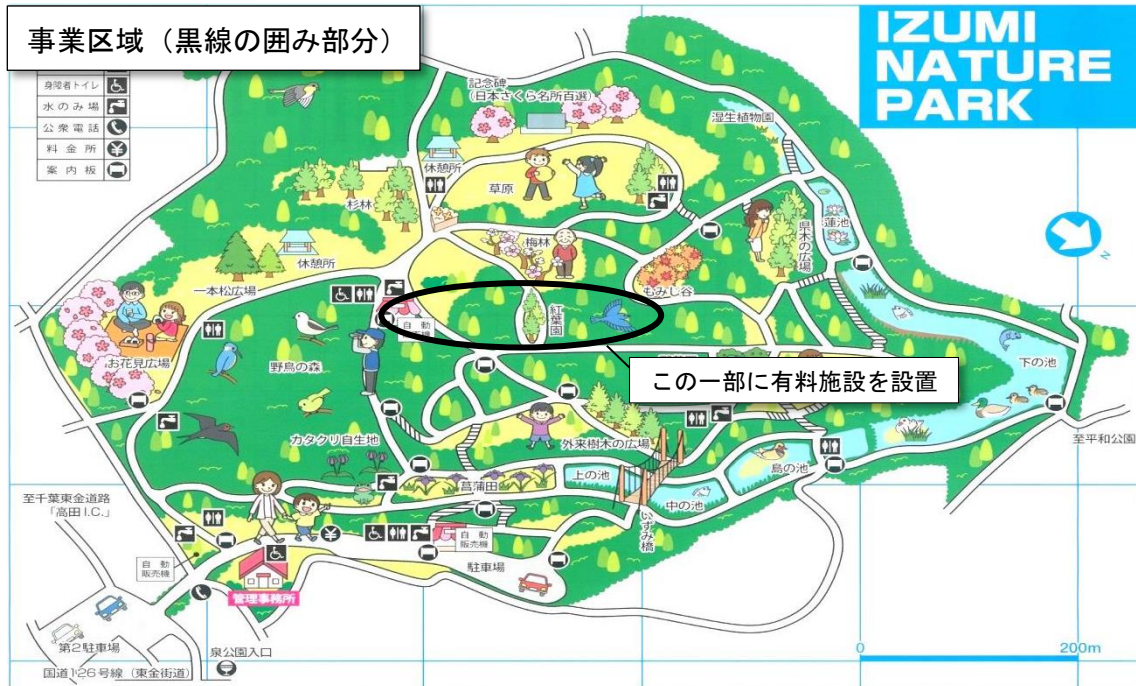 事業区域（黒線の囲み部分）
IZUMI
NATURE
PARK
身障者トイレ
水のみ場
公衆電話
料金所
案内板
記念碑
（日本さくら名所百選）
湿生植物園
休憩所
草原
杉林
蓮池
県木の広場
梅林
休憩所
もみじ谷
一本松広場
N
自動
紅葉園
お花見広場
野鳥の森
この一部に有料施設を設置
下の池
カタクリ自生地
外来樹木の広場
至平和公園
上の池
島の池
菖蒲田
中の池
いずみ橋
至千葉東金道路
「高田I.C.」
自動
販売機
自動
販売機
駐車場
管理事務所
第2駐車場
泉公園入口
国道126号線（東金街道）
0
200m